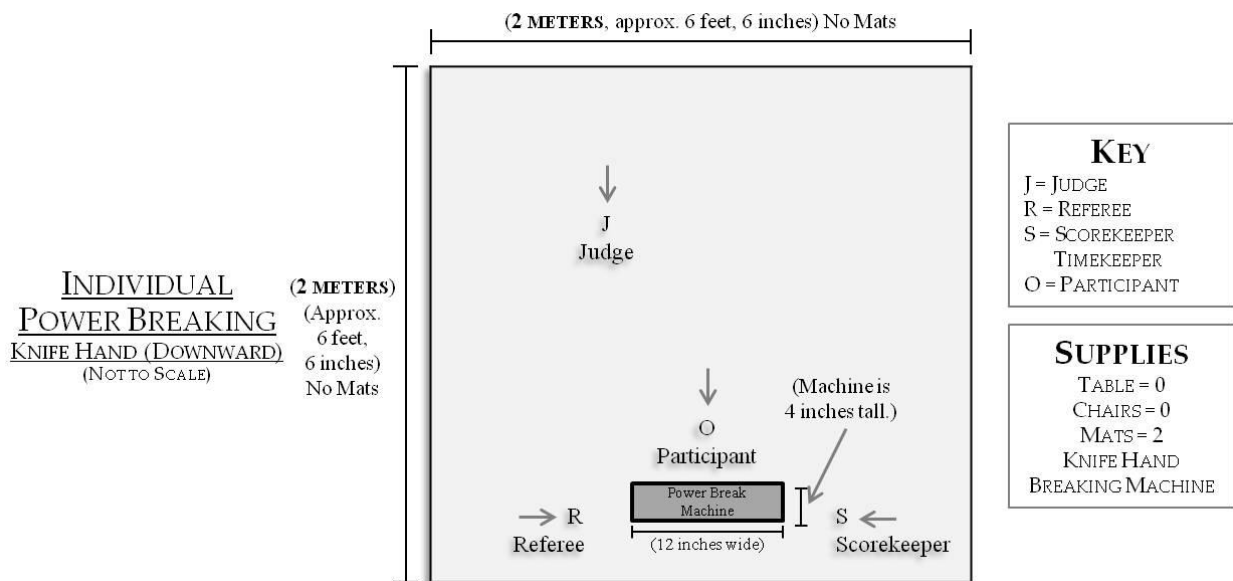 (2 METERS, approx. 6 feet, 6 inches) No Mats
INDIVIDUAL
POWER BREAKING
KNIFE HAND (DOWNWARD)
(NOT TO SCALE)
(2 METERS)
(Approx.
6 feet,
6 inches)
No Mats
J
Judge
O
Participant
(Machine is
4 inches tall.)
Power Break
Machine
R
Referee
(12 inches wide)
S
Scorekeeper
KEY
J = JUDGE
R = REFEREE
S = SCOREKEEPER
TIMEKEEPER
O = PARTICIPANT
SUPPLIES
TABLE = 0
CHAIRS = 0
MATS = 2
KNIFE HAND
BREAKING MACHINE